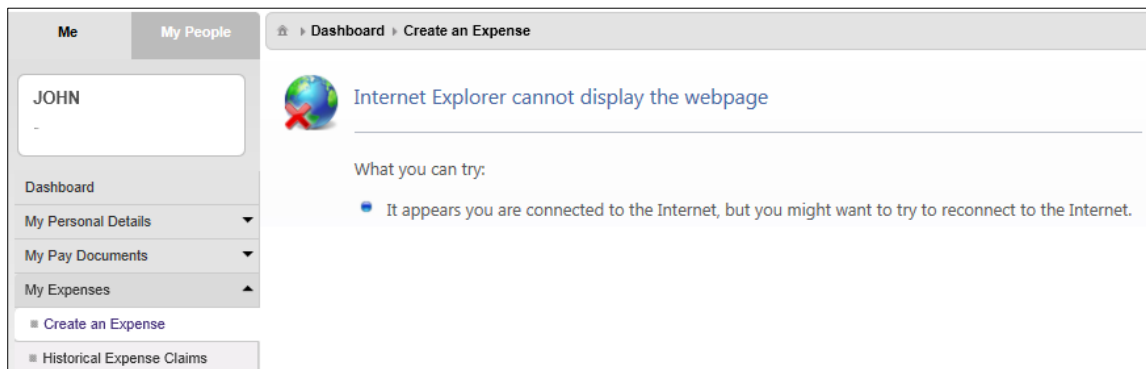 Me
My People
Dashboard Create an Expense
JOHN
-
Internet Explorer cannot display the webpage
What you can try:
It appears you are connected to the Internet, but you might want to try to reconnect to the Internet.
Dashboard
My Personal Details
My Pay Documents
My Expenses
Create an Expense
Historical Expense Claims